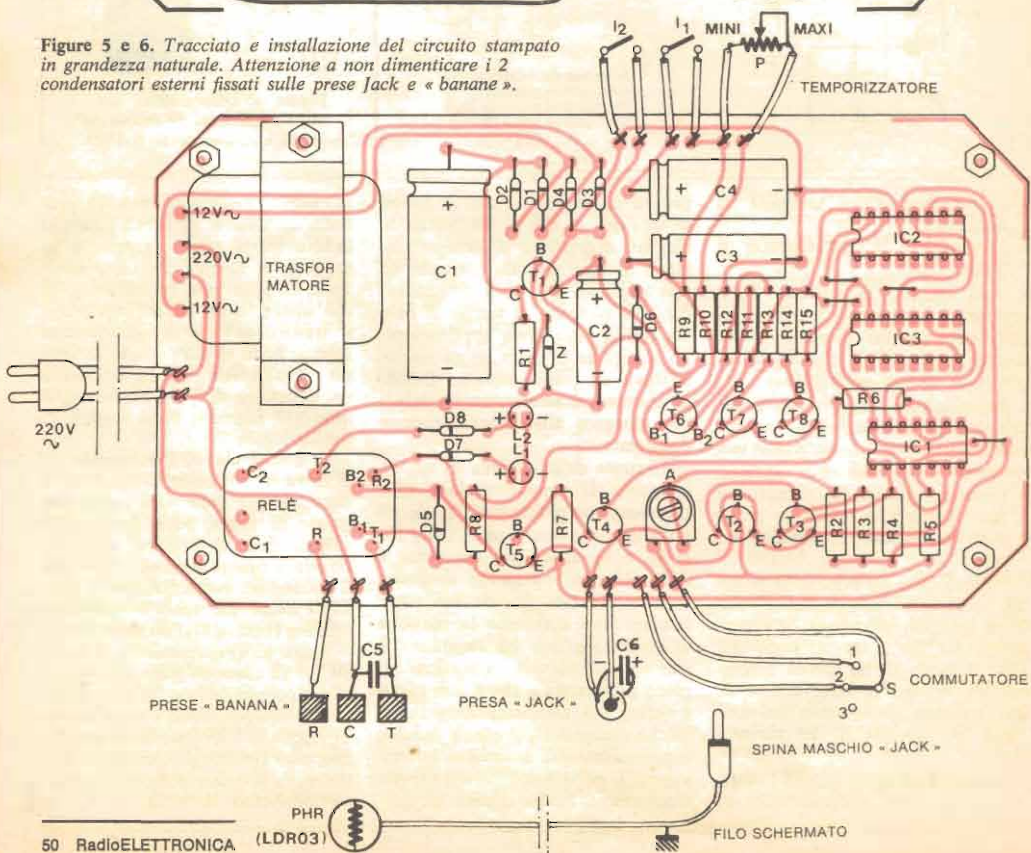 Figure 5 e 6. Tracciato e installazione del circuito stampato
in grandezza naturale. Attenzione a non dimenticare i 2
condensatori esterni fissati sulle prese Jack e « banane ».
I2 I1 MINI MAXI
P
TEMPORIZZATORE
12V~
220V~
12V~
TRASFOR
MATORE
+ C1 −
D2 D1 D4 D3
B
C T1 E
R1
Z
+ C2 −
D6
+ C4 −
+ C3 −
R9 R10 R12 R11 R13 R14 R15
IC2
IC3
R6
IC1
E
T6
B1 B2
B
C T7 E
B
C T8 E
220V
~
D8
D7
+ − L2
L1
+ −
C2 T2 B2 R2
RELÈ
B1
C1 R T1
D5
R8
B
C T5 E
R7
B
C T4 E
A
B
C T2 E
B
C T3 E
R2 R3 R4 R5
C5
PRESE « BANANA »
R C T
− C6 +
PRESA « JACK »
1
2 S
3
COMMUTATORE
SPINA MASCHIO « JACK »
PHR
(LDR03)
FILO SCHERMATO
50 RadioELETTRONICA